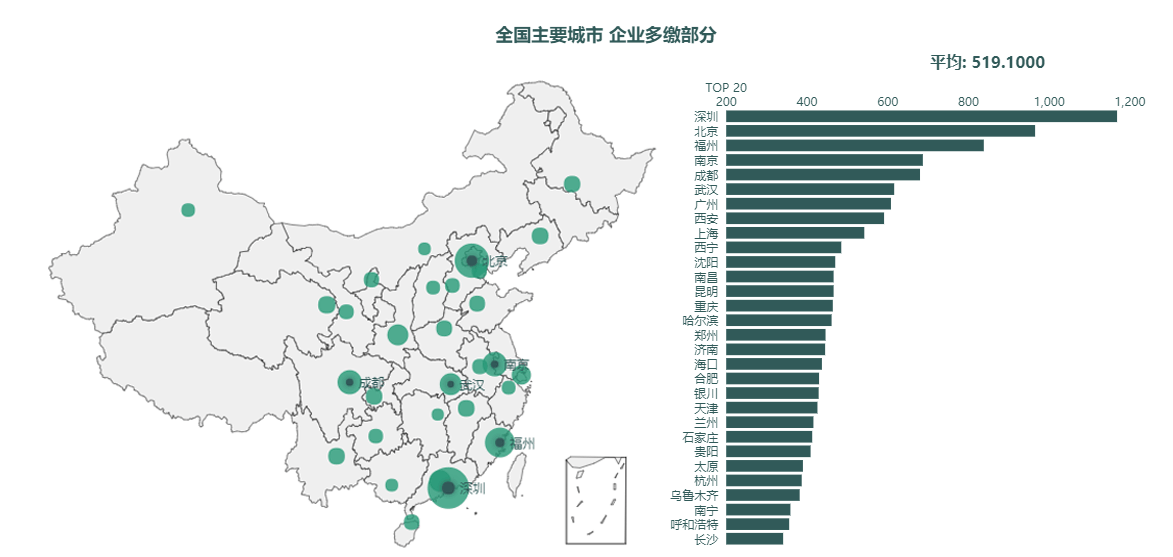 全国主要城市 企业多缴部分
平均: 519.1000
TOP 20
200 400 600 800 1,000 1,200
深圳
北京
福州
南京
成都
武汉
广州
西安
上海
西宁
沈阳
南昌
昆明
重庆
哈尔滨
郑州
济南
海口
合肥
银川
天津
兰州
石家庄
贵阳
太原
杭州
乌鲁木齐
南宁
呼和浩特
长沙
北京
南京
成都
武汉
福州
深圳